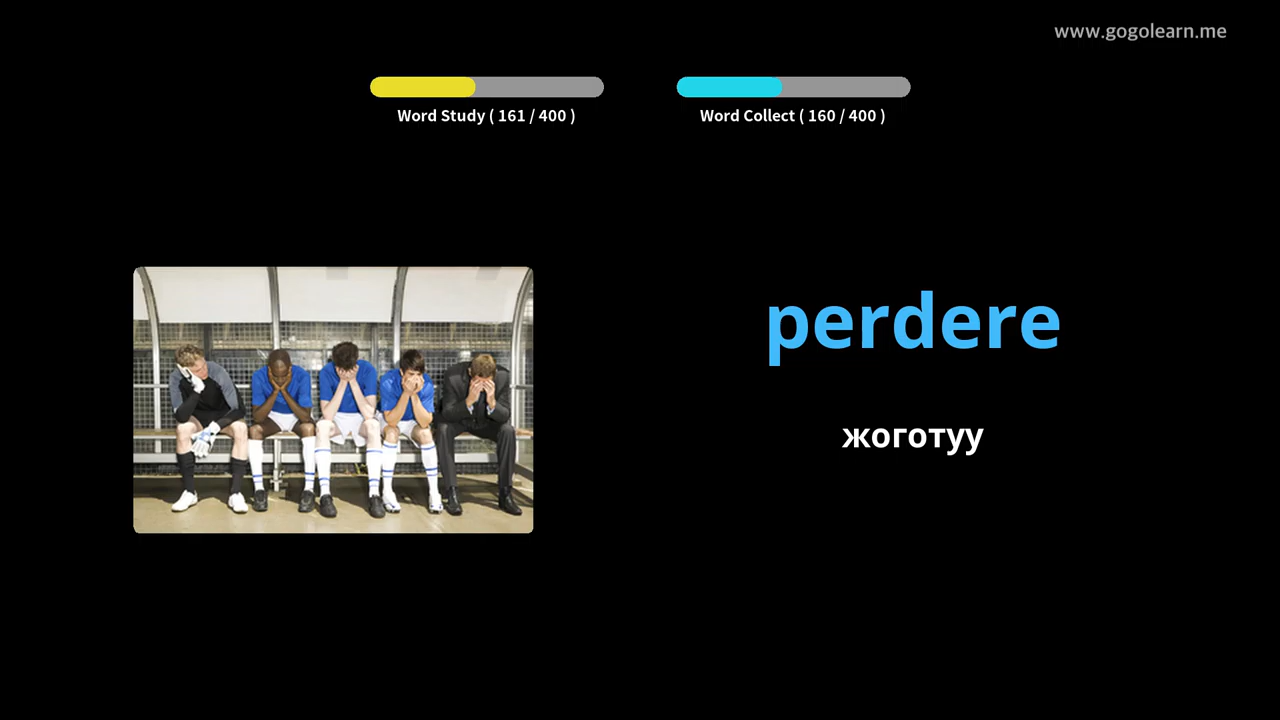 www.gogolearn.me
Word Study ( 161 / 400 )
Word Collect ( 160 / 400 )
perdere
жоготуу